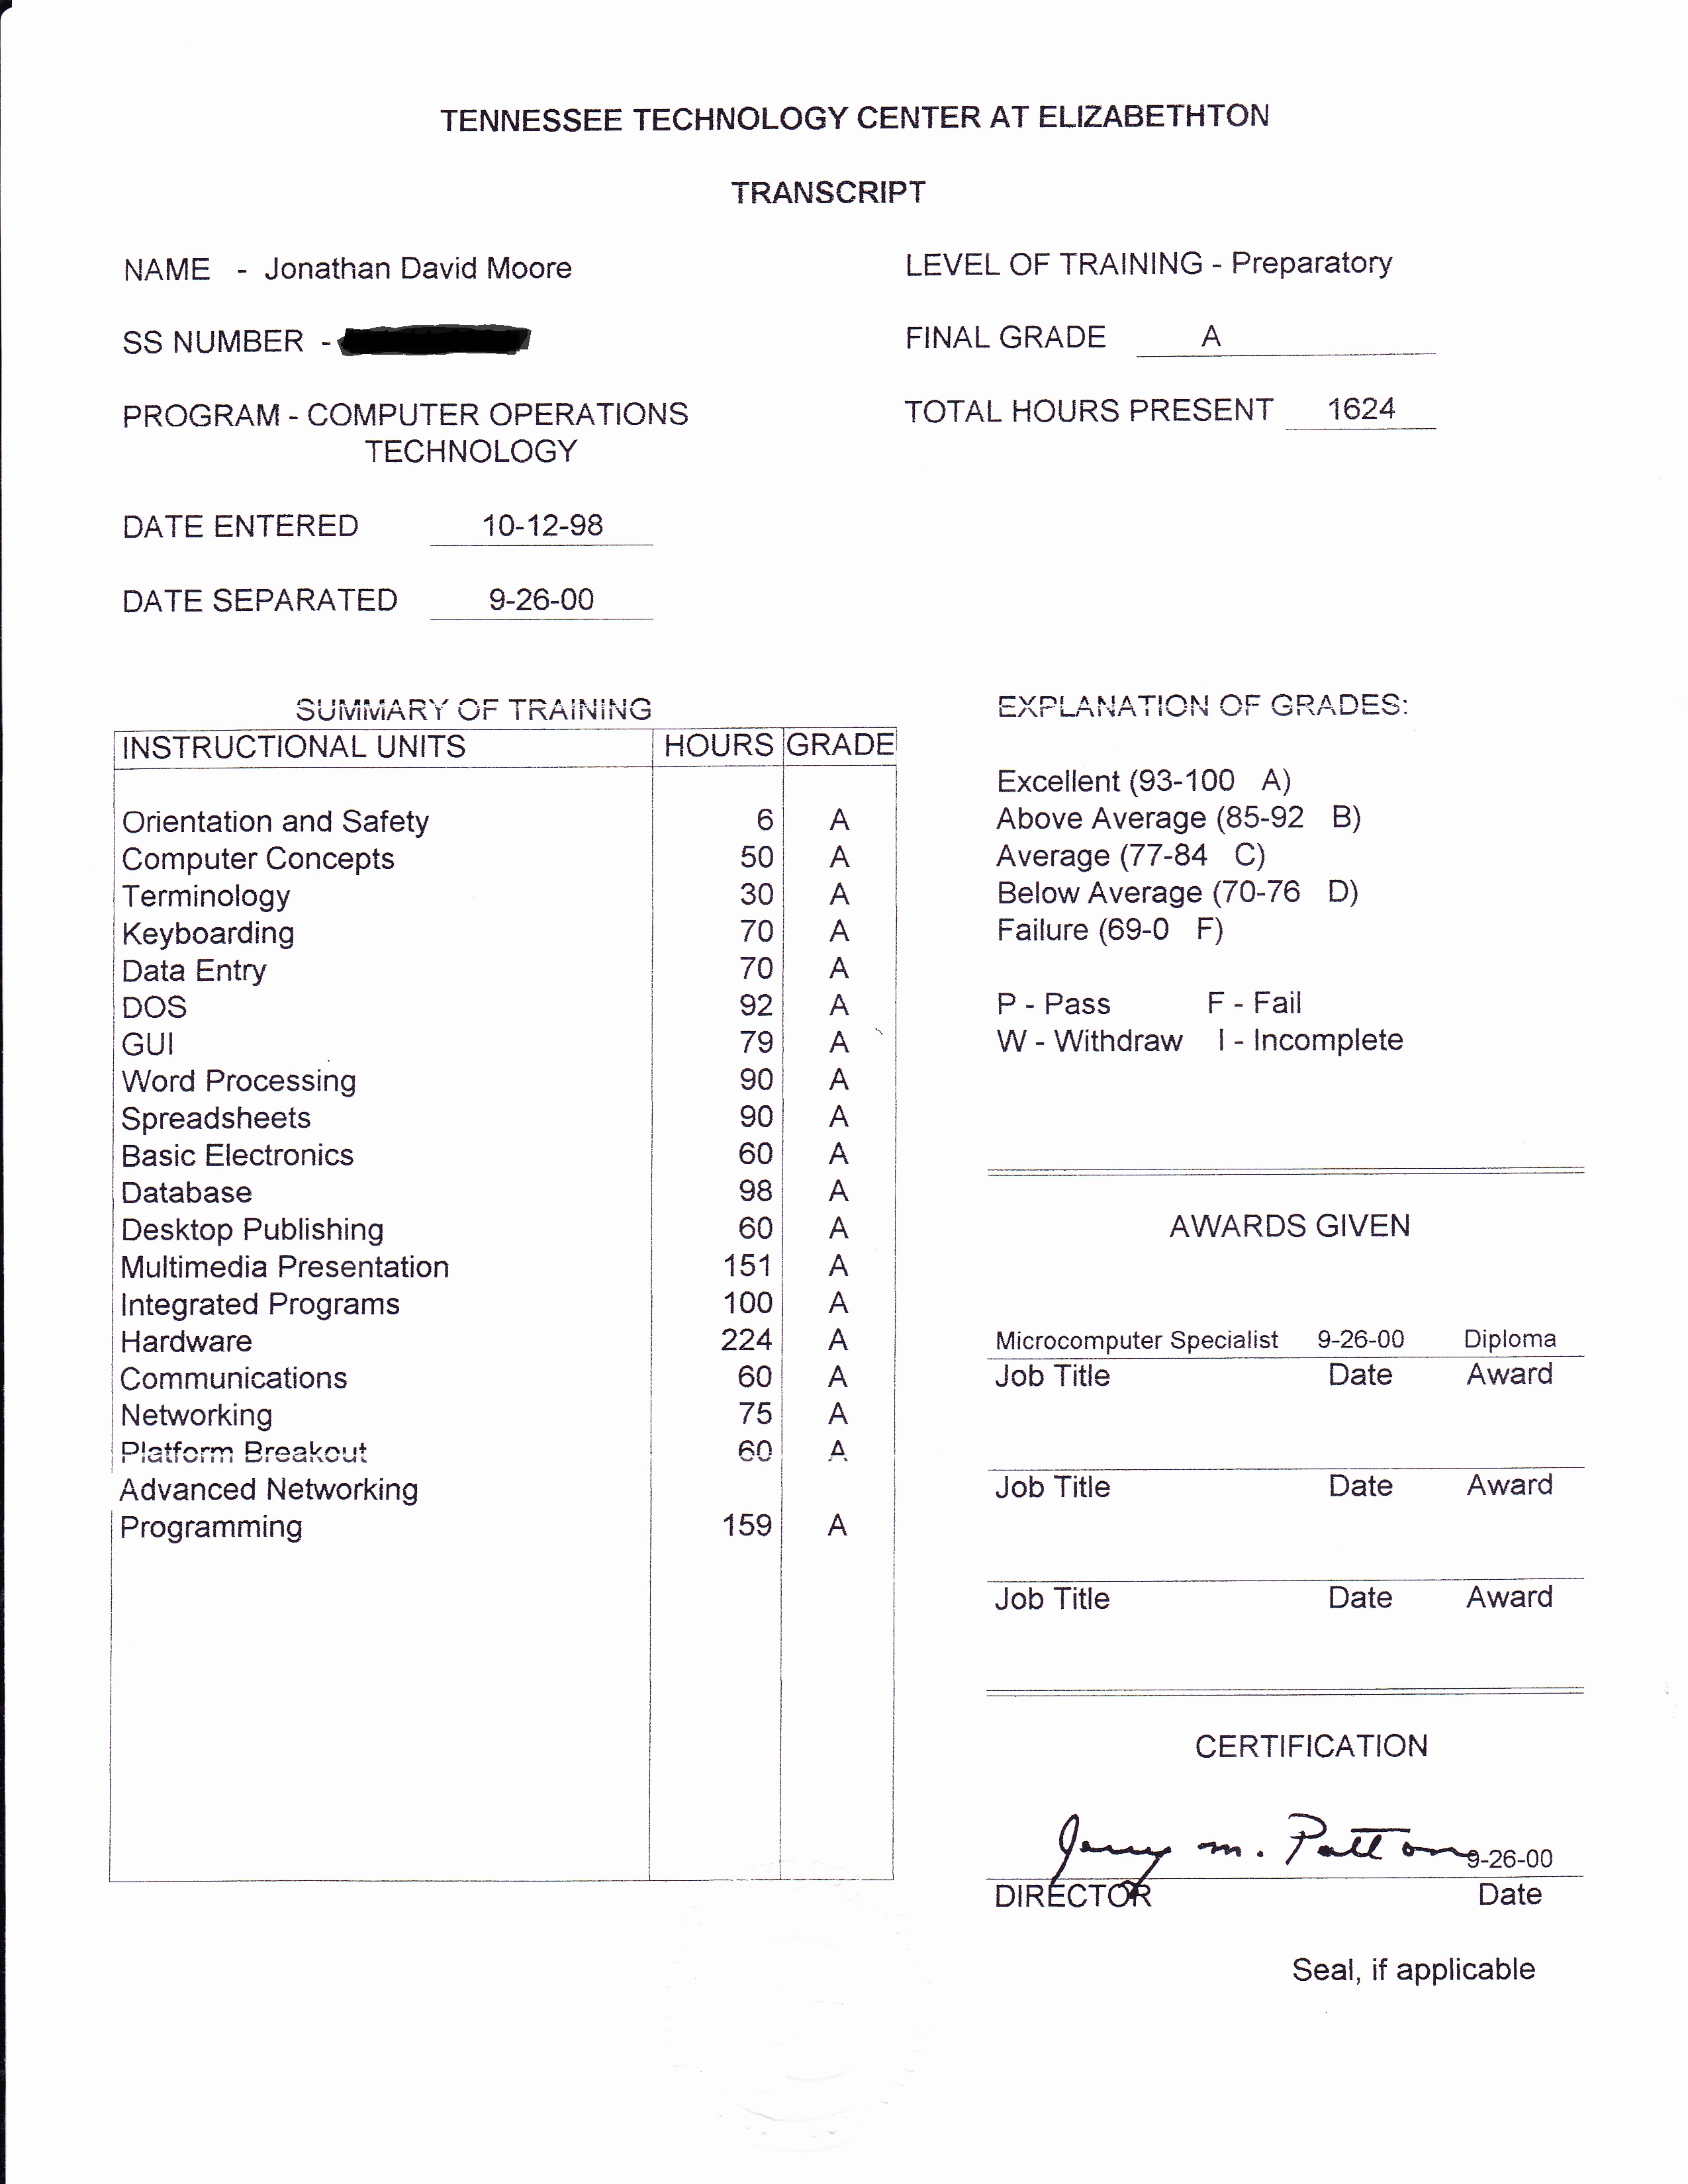 TENNESSEE TECHNOLOGY CENTER AT ELIZABETHTON
TRANSCRIPT
NAME - Jonathan David Moore
SS NUMBER -
PROGRAM - COMPUTER OPERATIONS
TECHNOLOGY
DATE ENTERED 10-12-98
DATE SEPARATED 9-26-00
LEVEL OF TRAINING - Preparatory
FINAL GRADE A
TOTAL HOURS PRESENT 1624
SUMMARY OF TRAINING
INSTRUCTIONAL UNITS HOURS GRADE
Orientation and Safety 6 A
Computer Concepts 50 A
Terminology 30 A
Keyboarding 70 A
Data Entry 70 A
DOS 92 A
GUI 79 A
Word Processing 90 A
Spreadsheets 90 A
Basic Electronics 60 A
Database 98 A
Desktop Publishing 60 A
Multimedia Presentation 151 A
Integrated Programs 100 A
Hardware 224 A
Communications 60 A
Networking 75 A
Platform Breakout 60 A
Advanced Networking
Programming 159 A
EXPLANATION OF GRADES:
Excellent (93-100 A)
Above Average (85-92 B)
Average (77-84 C)
Below Average (70-76 D)
Failure (69-0 F)
P - Pass F - Fail
W - Withdraw I - Incomplete
AWARDS GIVEN
Microcomputer Specialist 9-26-00 Diploma
Job Title Date Award
Job Title Date Award
Job Title Date Award
CERTIFICATION
Jerry m. Patton 9-26-00
DIRECTOR Date
Seal, if applicable